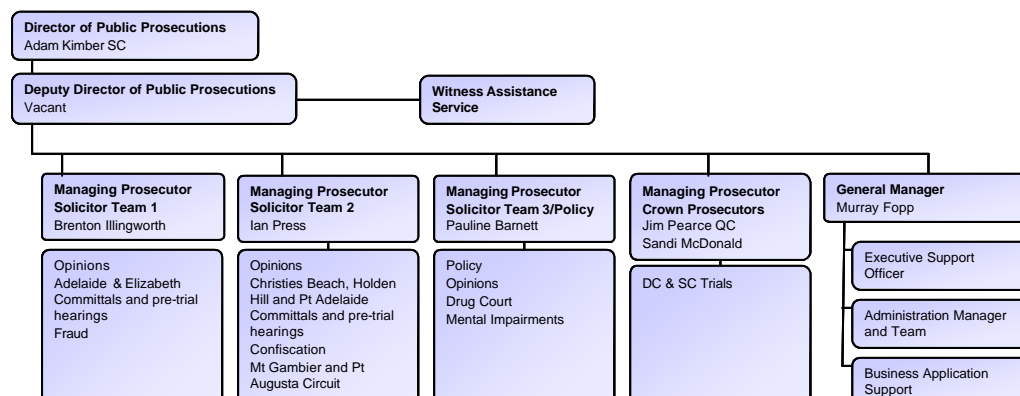 Director of Public Prosecutions
Adam Kimber SC
Deputy Director of Public Prosecutions
Vacant
Witness Assistance
Service
Managing Prosecutor
Solicitor Team 1
Brenton Illingworth
Managing Prosecutor
Solicitor Team 2
Ian Press
Managing Prosecutor
Solicitor Team 3/Policy
Pauline Barnett
Managing Prosecutor
Crown Prosecutors
Jim Pearce QC
Sandi McDonald
General Manager
Murray Fopp
Opinions
Adelaide & Elizabeth
Committals and pre-trial
hearings
Fraud
Opinions
Christies Beach, Holden
Hill and Pt Adelaide
Committals and pre-trial
hearings
Confiscation
Mt Gambier and Pt
Augusta Circuit
Policy
Opinions
Drug Court
Mental Impairments
DC & SC Trials
Executive Support
Officer
Administration Manager
and Team
Business Application
Support